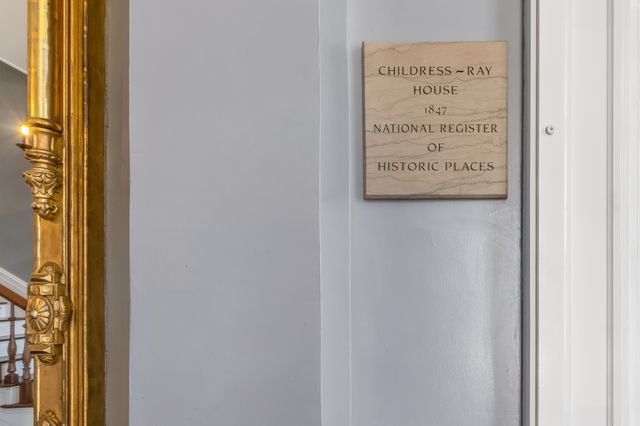 CHILDRESS ~ RAY
HOUSE
1847
NATIONAL REGISTER
OF
HISTORIC PLACES